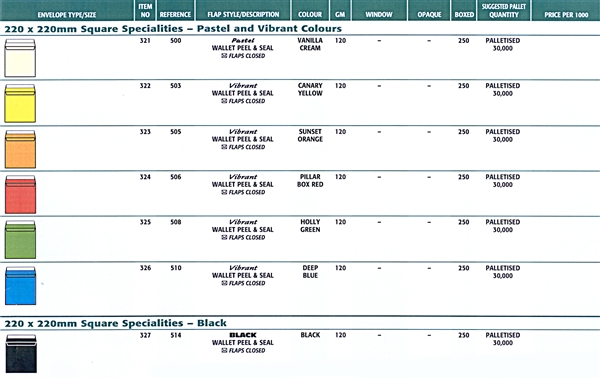 ENVELOPE TYPE/SIZE ITEM NO REFERENCE FLAP STYLE/DESCRIPTION COLOUR GM WINDOW OPAQUE BOXED SUGGESTED PALLET QUANTITY PRICE PER 1000
220 x 220mm Square Specialities – Pastel and Vibrant Colours
321 500 Pastel VANILLA 120 – – 250 PALLETISED
WALLET PEEL & SEAL CREAM 30,000
☒ FLAPS CLOSED
322 503 Vibrant CANARY 120 – – 250 PALLETISED
WALLET PEEL & SEAL YELLOW 30,000
☒ FLAPS CLOSED
323 505 Vibrant SUNSET 120 – – 250 PALLETISED
WALLET PEEL & SEAL ORANGE 30,000
☒ FLAPS CLOSED
324 506 Vibrant PILLAR 120 – – 250 PALLETISED
WALLET PEEL & SEAL BOX RED 30,000
☒ FLAPS CLOSED
325 508 Vibrant HOLLY 120 – – 250 PALLETISED
WALLET PEEL & SEAL GREEN 30,000
☒ FLAPS CLOSED
326 510 Vibrant DEEP 120 – – 250 PALLETISED
WALLET PEEL & SEAL BLUE 30,000
☒ FLAPS CLOSED
220 x 220mm Square Specialities – Black
327 514 BLACK BLACK 120 – – 250 PALLETISED
WALLET PEEL & SEAL 30,000
☒ FLAPS CLOSED